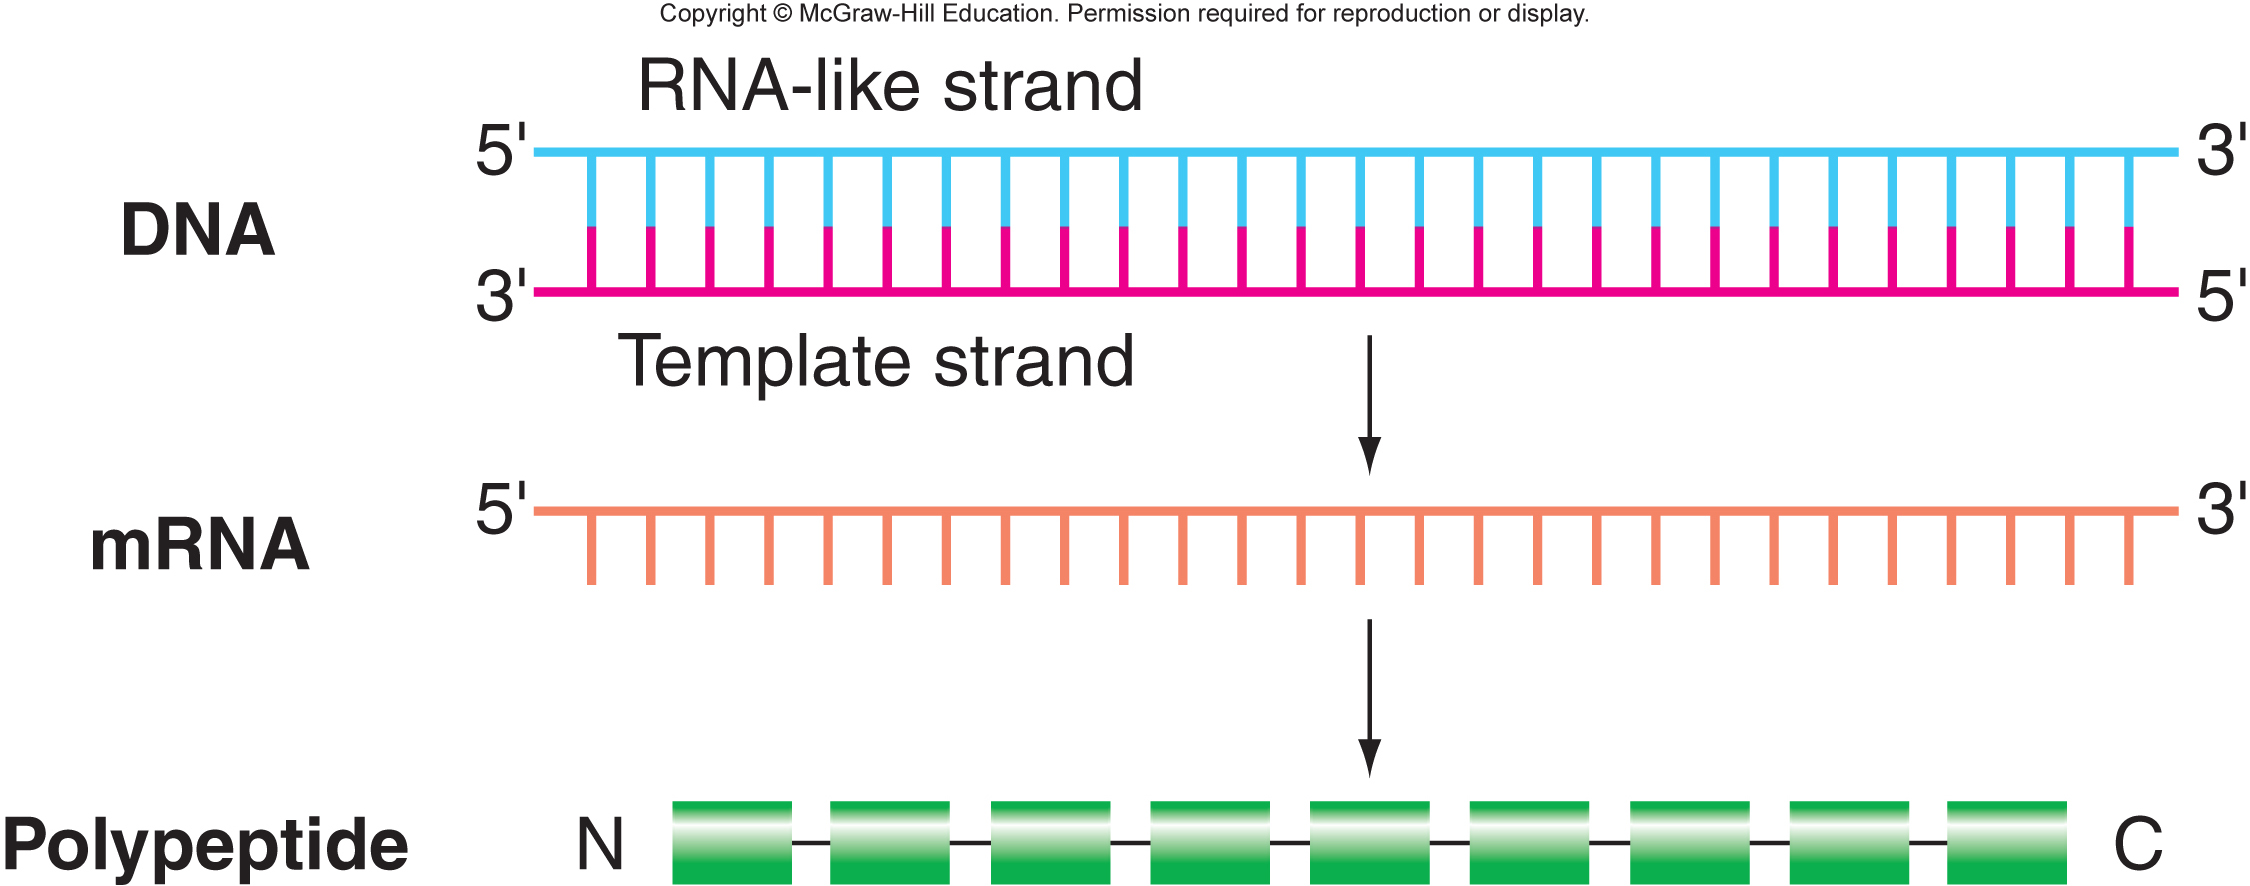 Copyright © McGraw-Hill Education. Permission required for reproduction or display.
RNA-like strand
5' 3'
DNA
3' 5'
Template strand
5' 3'
mRNA
Polypeptide N C